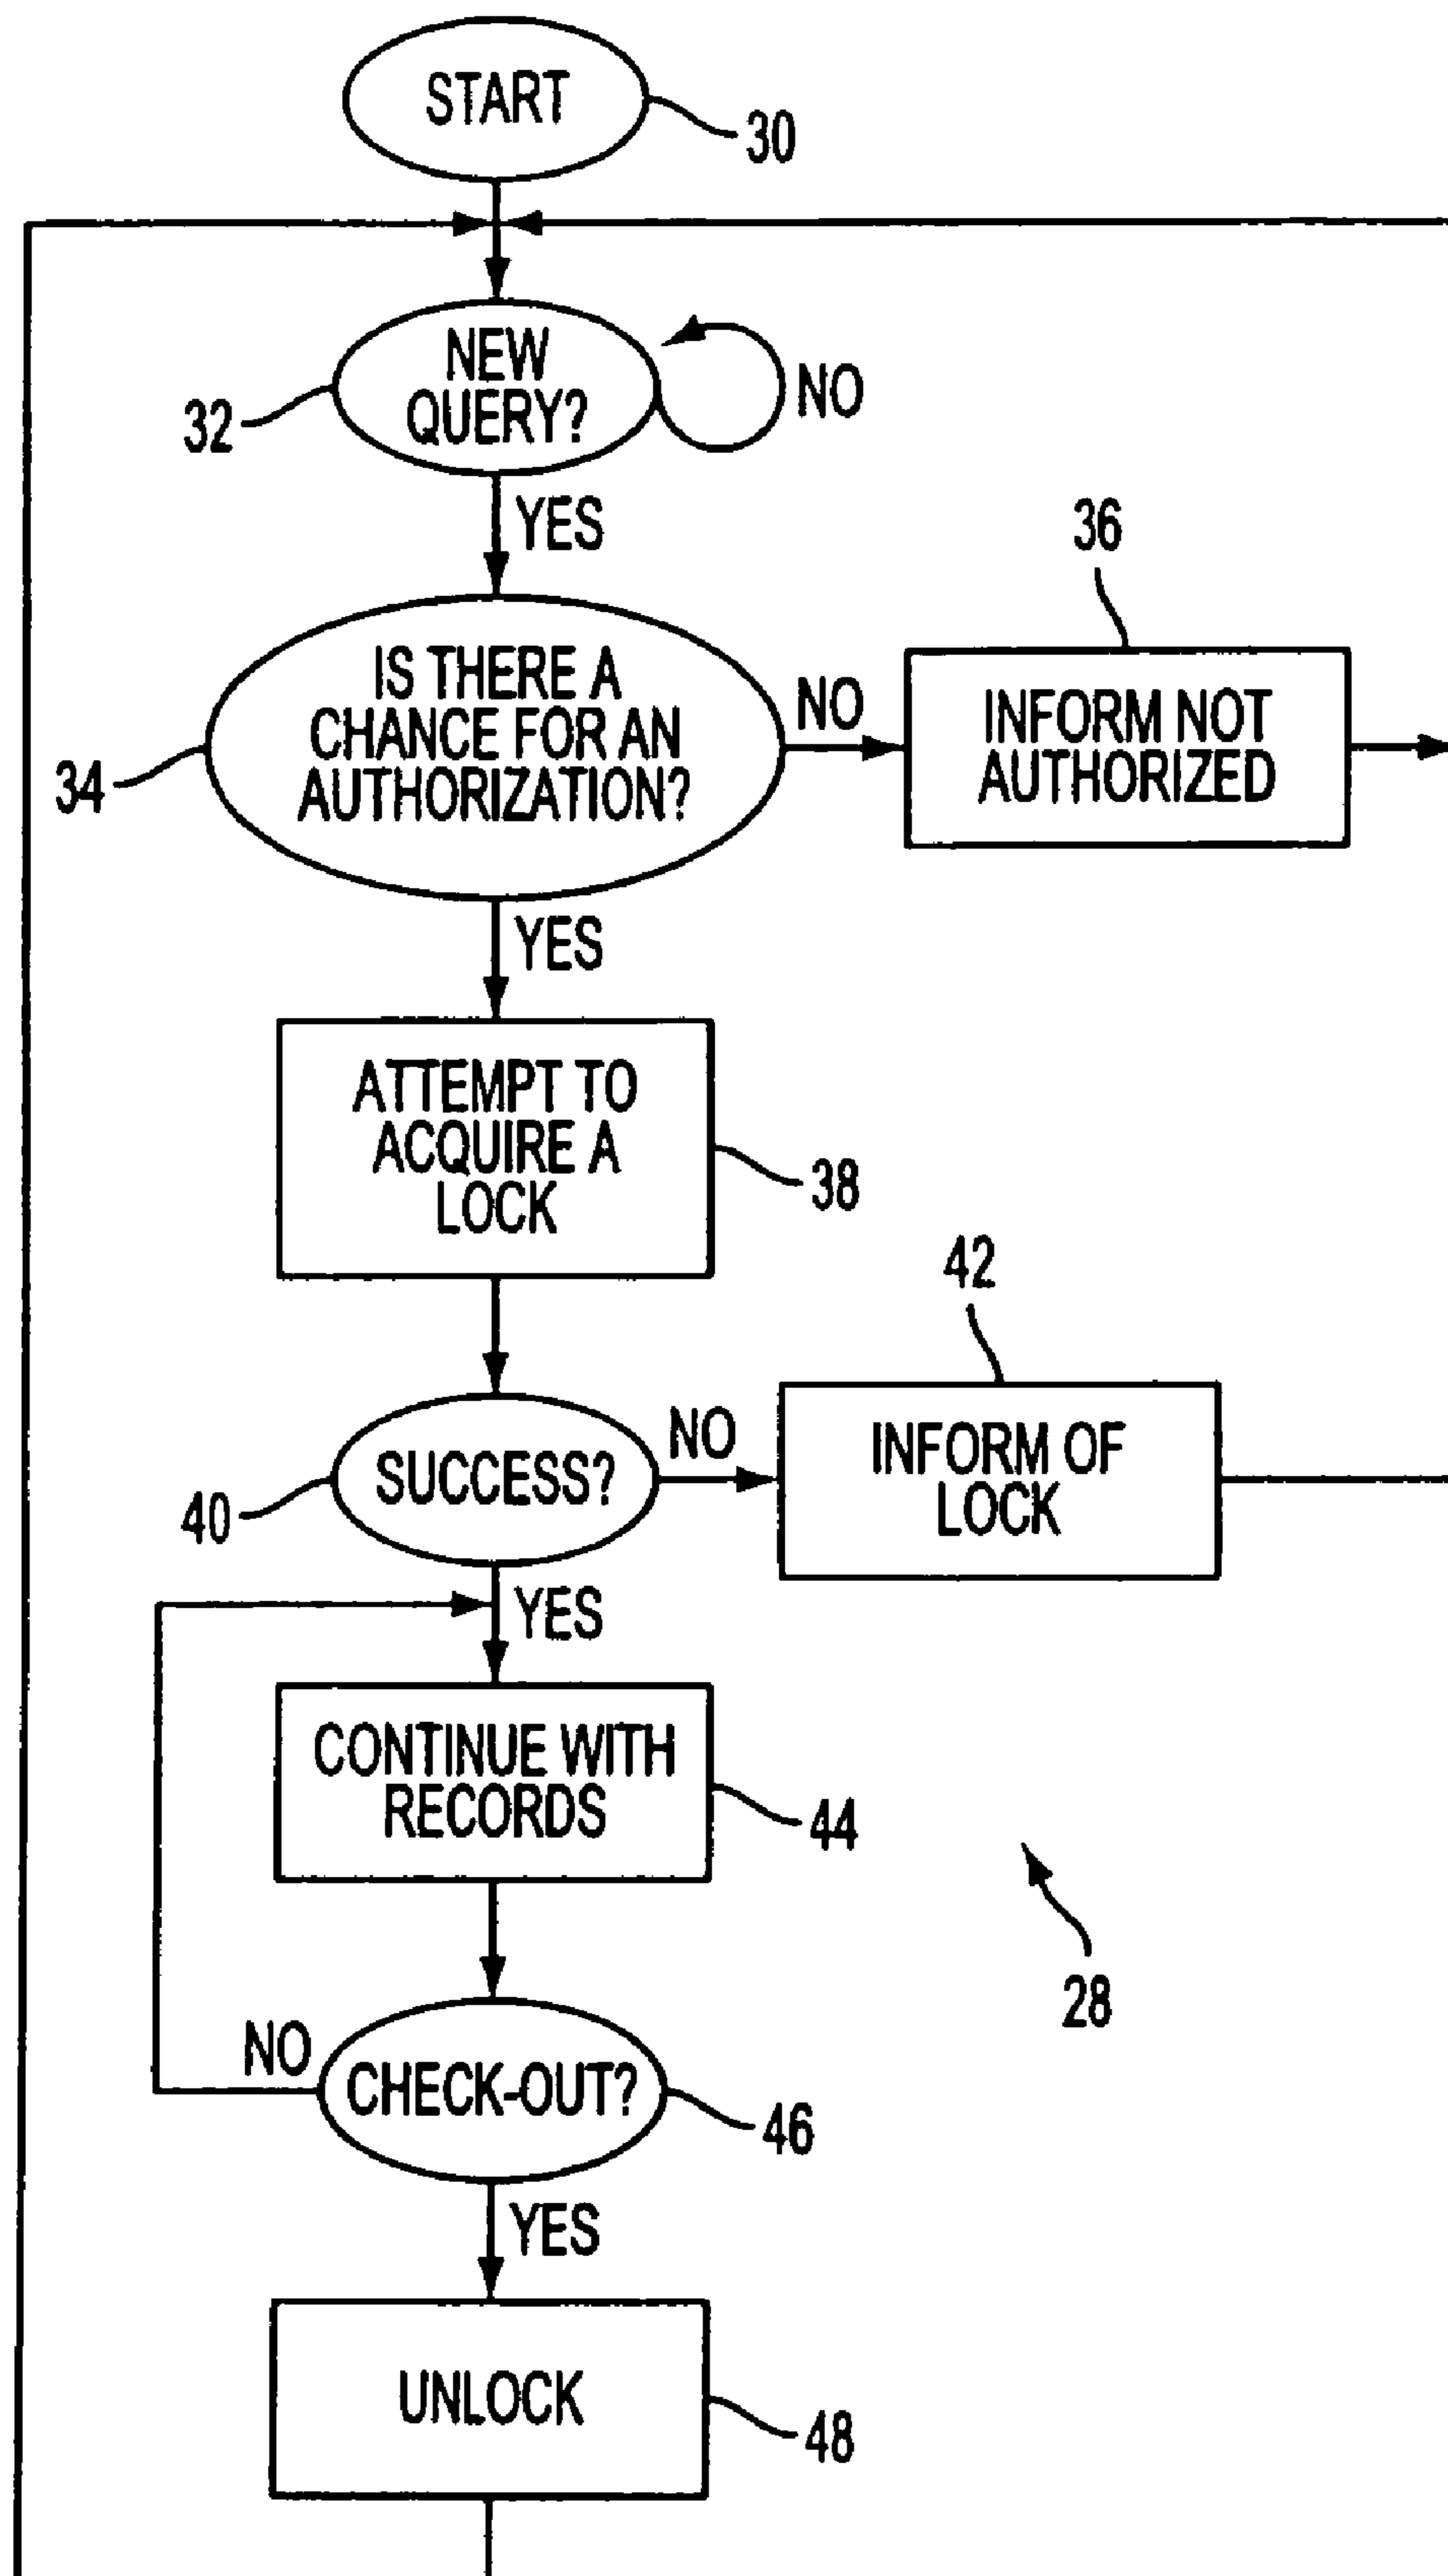 START
30
NEW
QUERY?
32
NO
YES
36
IS THERE A
CHANCE FOR AN
AUTHORIZATION?
34
NO
INFORM NOT
AUTHORIZED
YES
ATTEMPT TO
ACQUIRE A
LOCK
38
42
SUCCESS?
40
NO
INFORM OF
LOCK
YES
CONTINUE WITH
RECORDS
44
28
NO
CHECK-OUT?
46
YES
UNLOCK
48